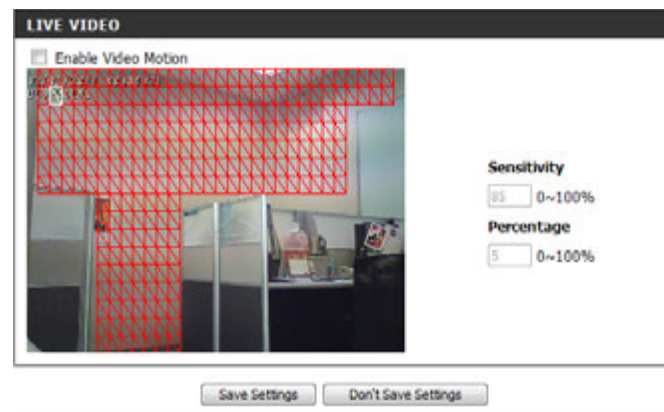 LIVE VIDEO
Enable Video Motion
Sensitivity
85 0~100%
Percentage
5 0~100%
Save Settings Don't Save Settings